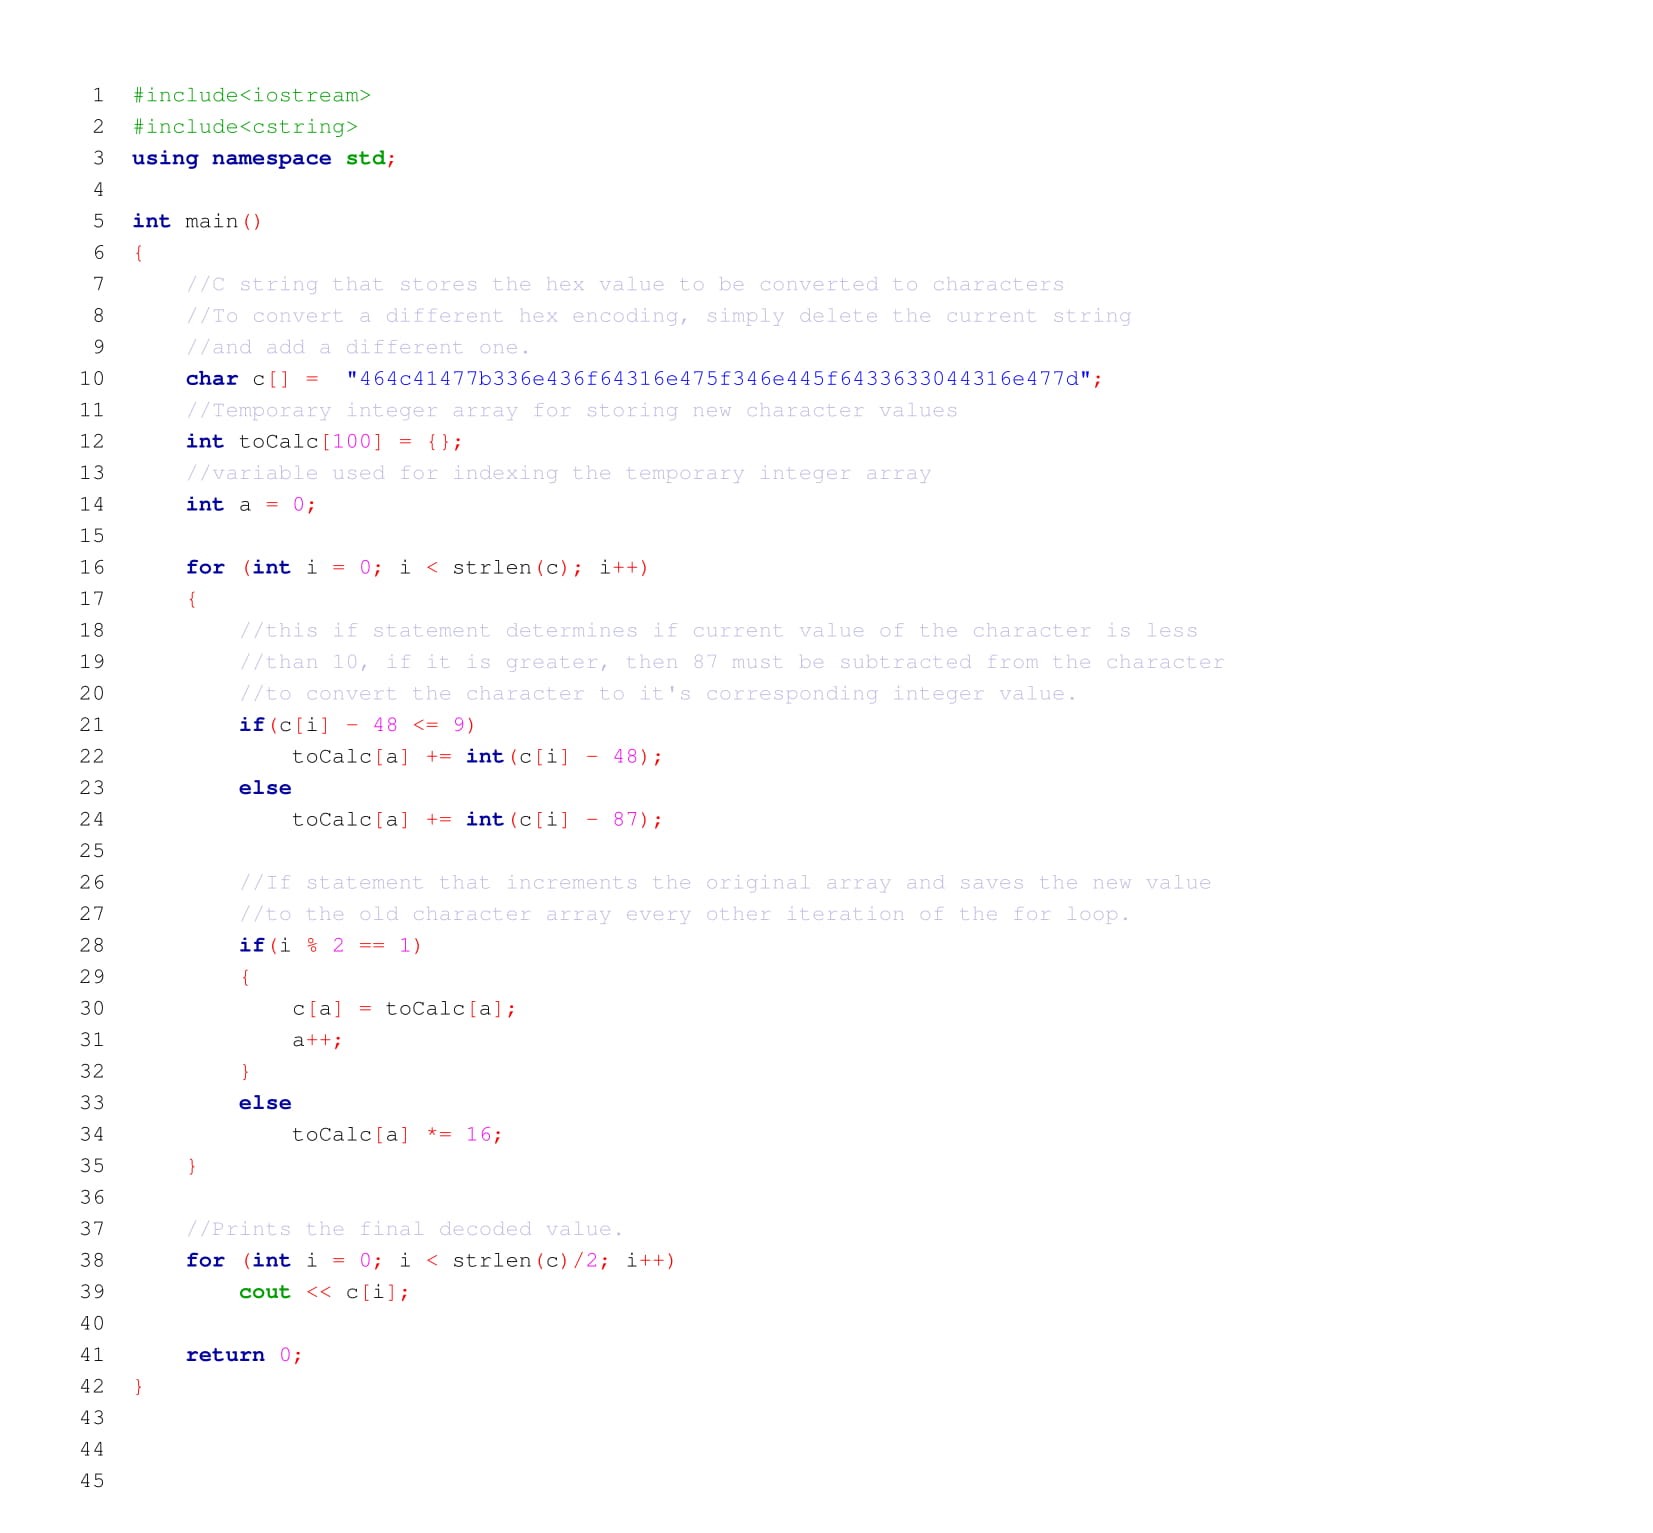 1 #include<iostream>
2 #include<cstring>
3 using namespace std;
4
5 int main()
6 {
7     //C string that stores the hex value to be converted to characters
8     //To convert a different hex encoding, simply delete the current string
9     //and add a different one.
10     char c[] =  "464c41477b336e436f64316e475f346e445f6433633044316e477d";
11     //Temporary integer array for storing new character values
12     int toCalc[100] = {};
13     //variable used for indexing the temporary integer array
14     int a = 0;
15
16     for (int i = 0; i < strlen(c); i++)
17     {
18         //this if statement determines if current value of the character is less
19         //than 10, if it is greater, then 87 must be subtracted from the character
20         //to convert the character to it's corresponding integer value.
21         if(c[i] - 48 <= 9)
22             toCalc[a] += int(c[i] - 48);
23         else
24             toCalc[a] += int(c[i] - 87);
25
26         //If statement that increments the original array and saves the new value
27         //to the old character array every other iteration of the for loop.
28         if(i % 2 == 1)
29         {
30             c[a] = toCalc[a];
31             a++;
32         }
33         else
34             toCalc[a] *= 16;
35     }
36
37     //Prints the final decoded value.
38     for (int i = 0; i < strlen(c)/2; i++)
39         cout << c[i];
40
41     return 0;
42 }
43
44
45